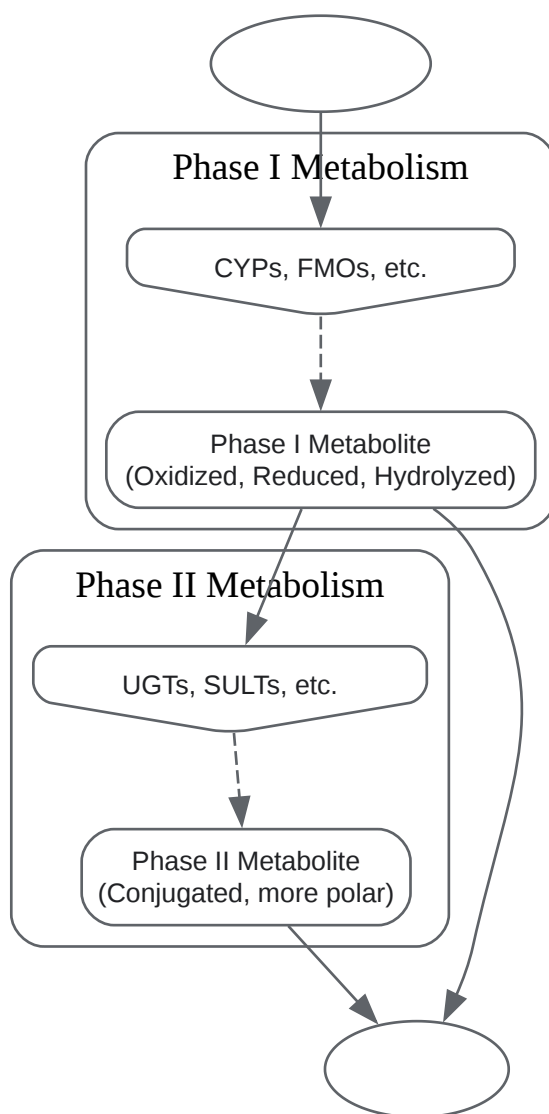 Phase I Metabolism
CYPs, FMOs, etc.
Phase I Metabolite
(Oxidized, Reduced, Hydrolyzed)
Phase II Metabolism
UGTs, SULTs, etc.
Phase II Metabolite
(Conjugated, more polar)